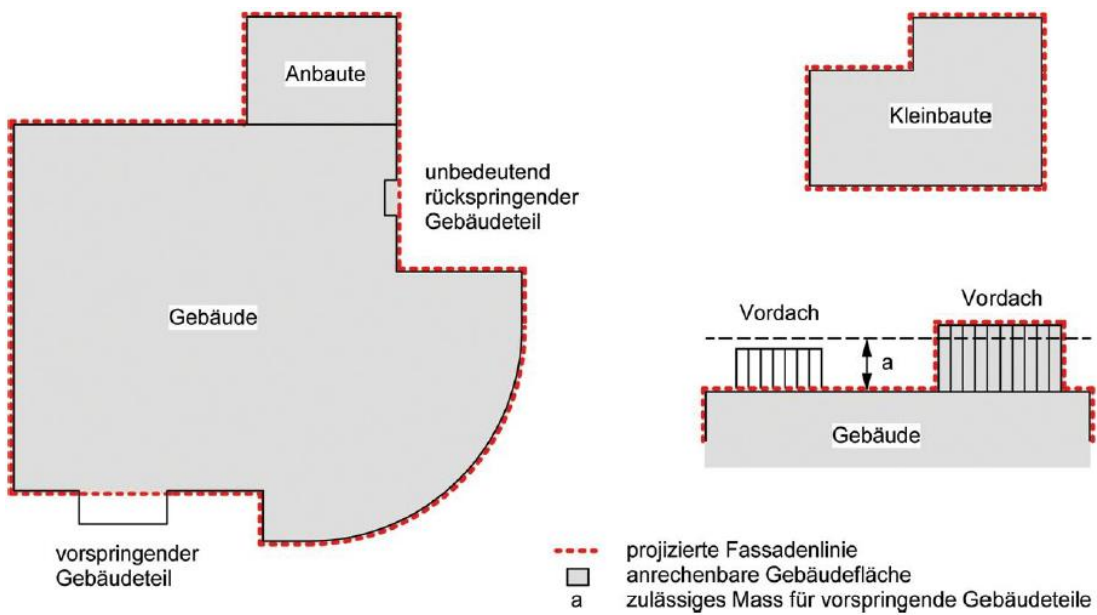 Anbaute
unbedeutend
rückspringender
Gebäudeteil
Gebäude
vorspringender
Gebäudeteil
Kleinbaute
Vordach
Vordach
a
Gebäude
projizierte Fassadenlinie
anrechenbare Gebäudefläche
a zulässiges Mass für vorspringende Gebäudeteile